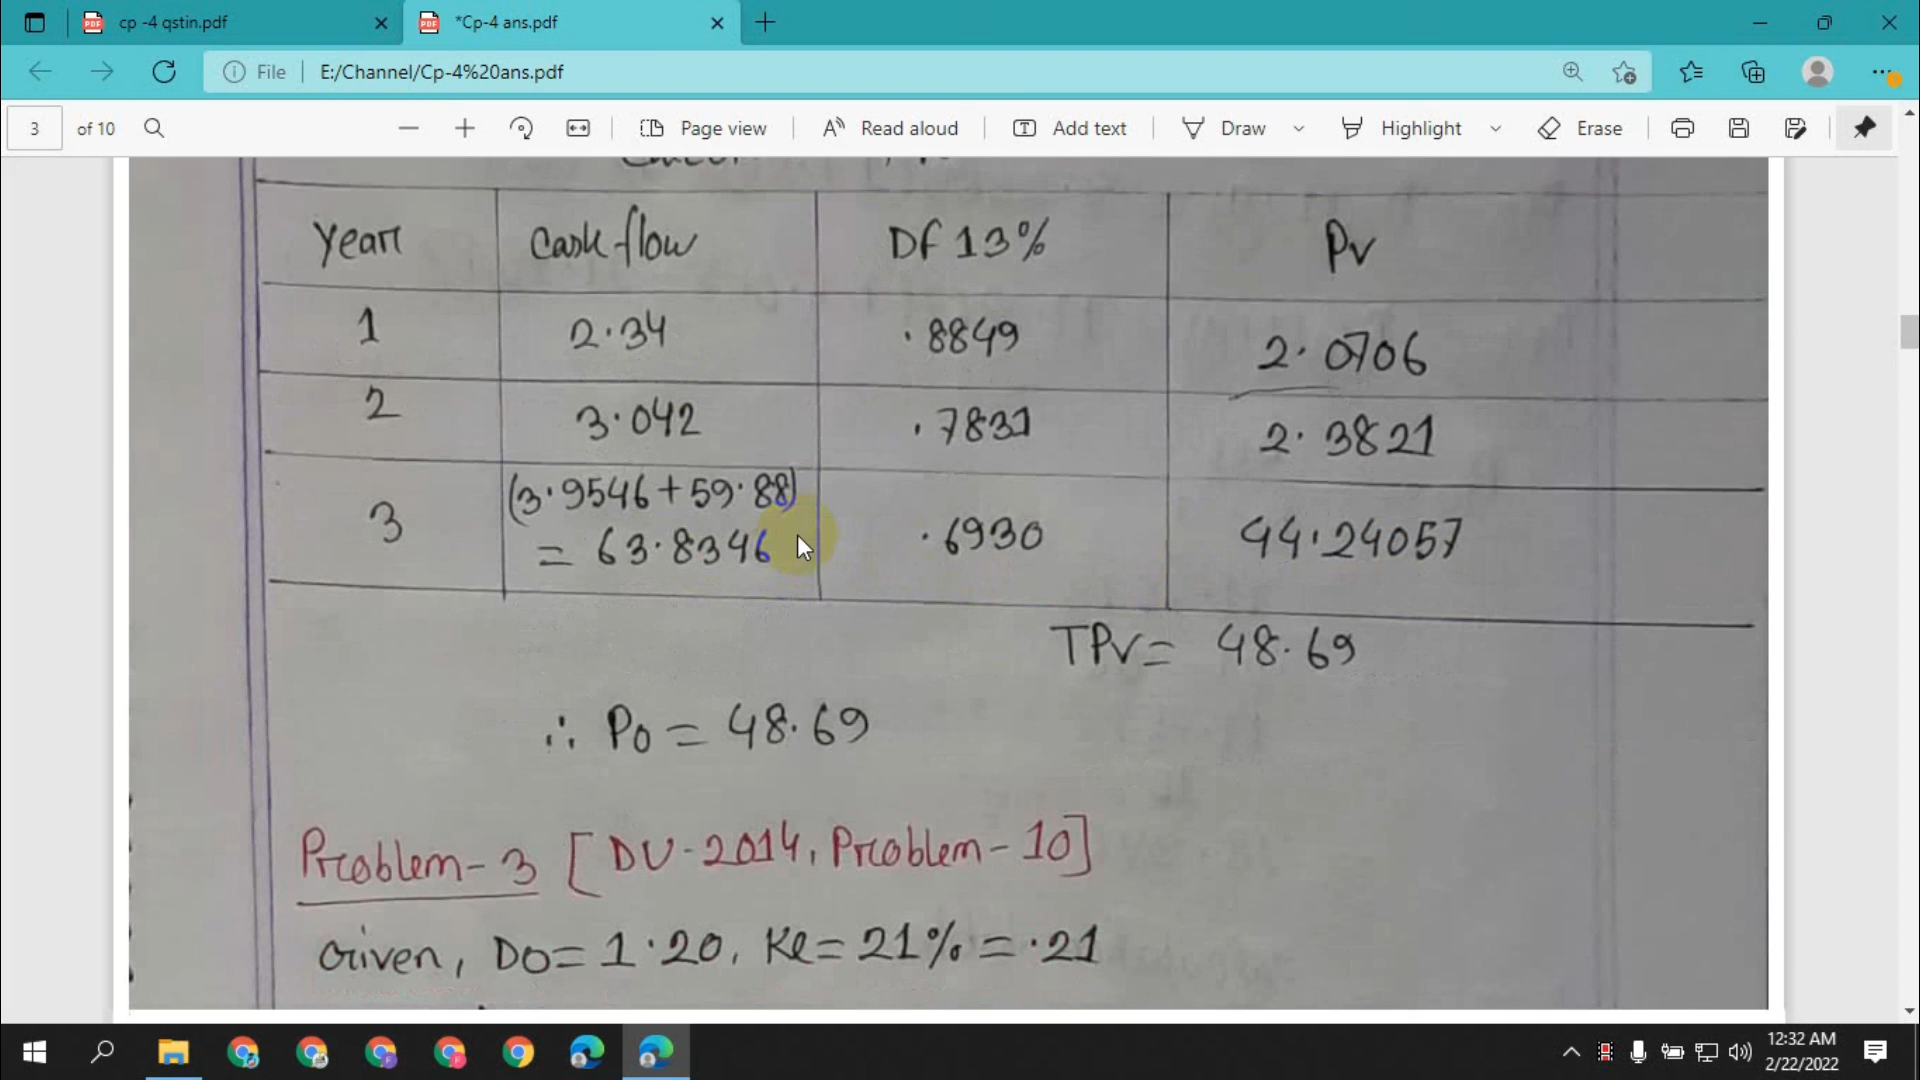 cp -4 qstin.pdf
*Cp-4 ans.pdf
File
E:/Channel/Cp-4%20ans.pdf
3 of 10
Page view
Read aloud
Add text
Draw
Highlight
Erase
Year Cash flow DF 13% Pv
1 2.34 .8849 2.0706
2 3.042 .7831 2.3821
3 (3.9546+59.88) = 63.8346 .6930 44.24057
TPv= 48.69
∴ Po = 48.69
Problem-3 [DU-2014, Problem-10]
Given, Do= 1.20, Ke= 21% = .21
12:32 AM
2/22/2022